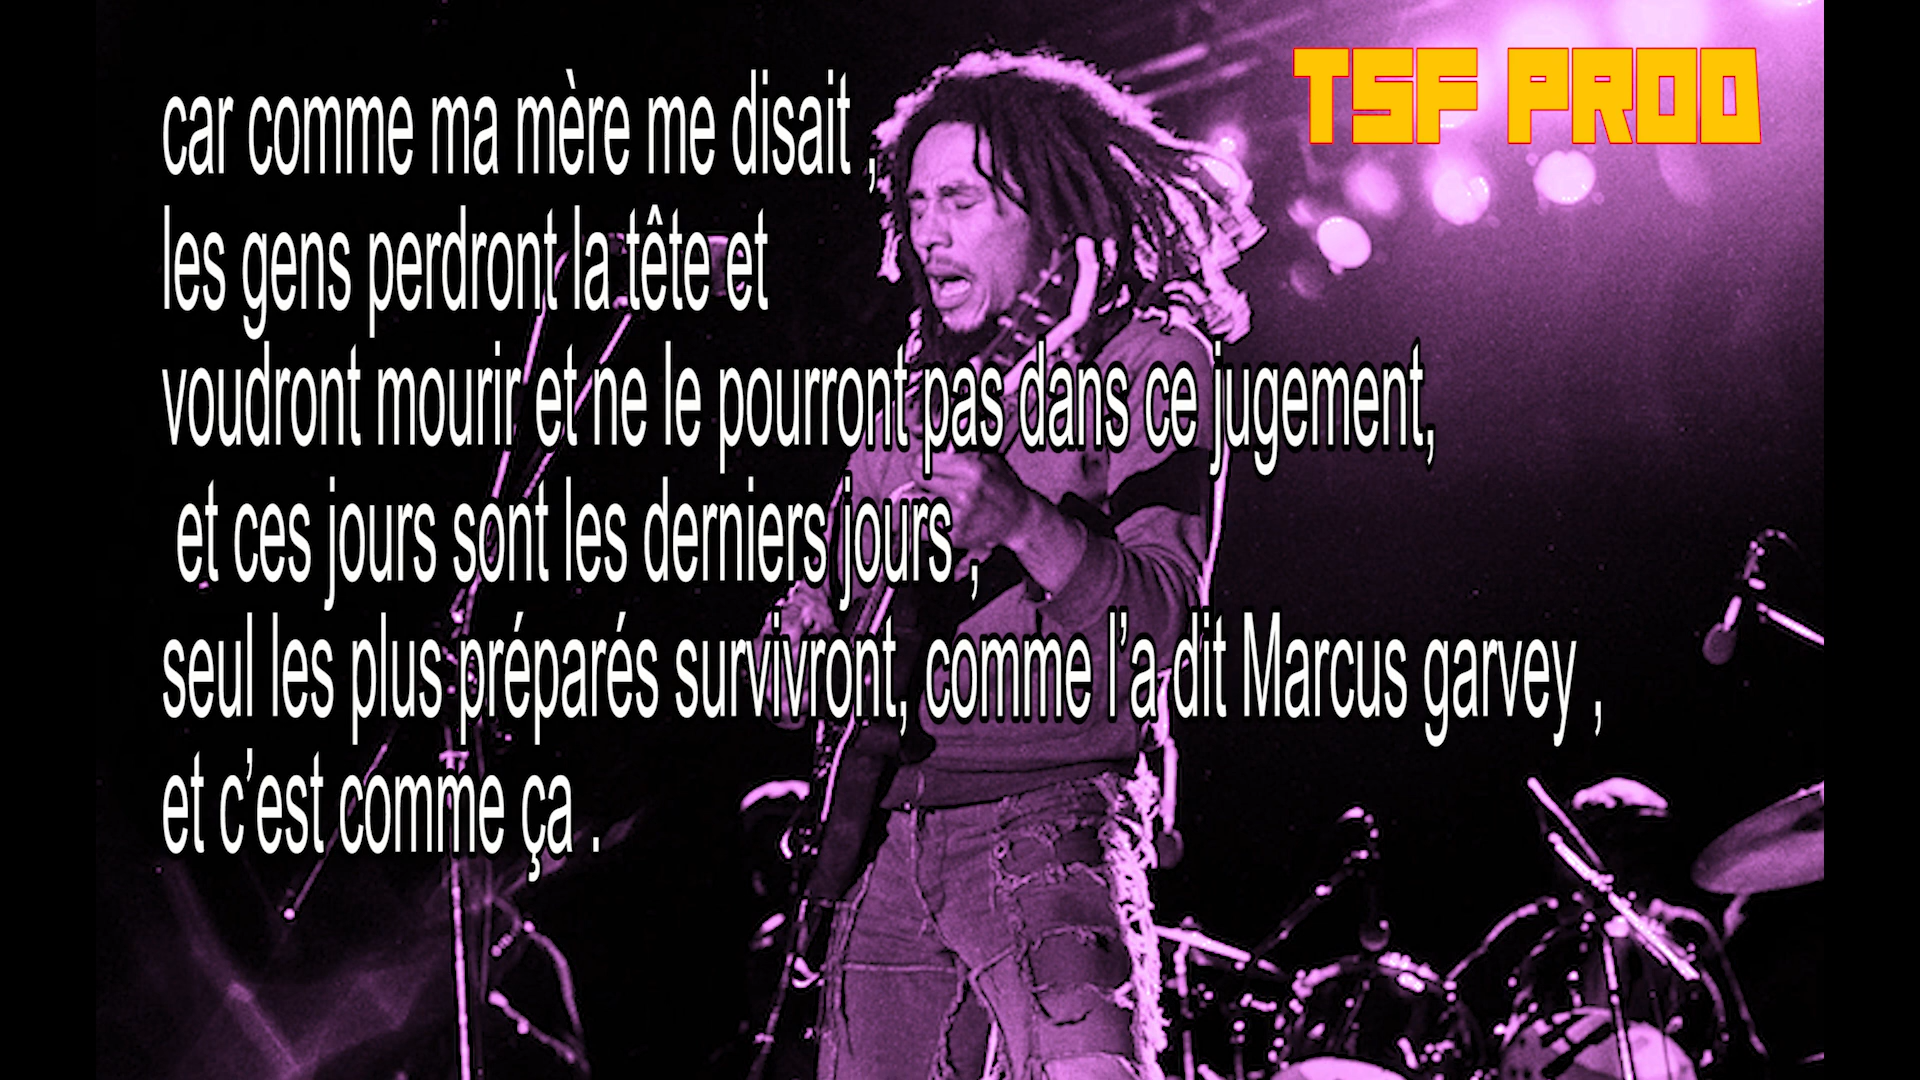 TSF PROD
car comme ma mère me disait ,
les gens perdront la tête et
voudront mourir et ne le pourront pas dans ce jugement,
et ces jours sont les derniers jours ,
seul les plus préparés survivront, comme l’a dit Marcus garvey ,
et c’est comme ça .